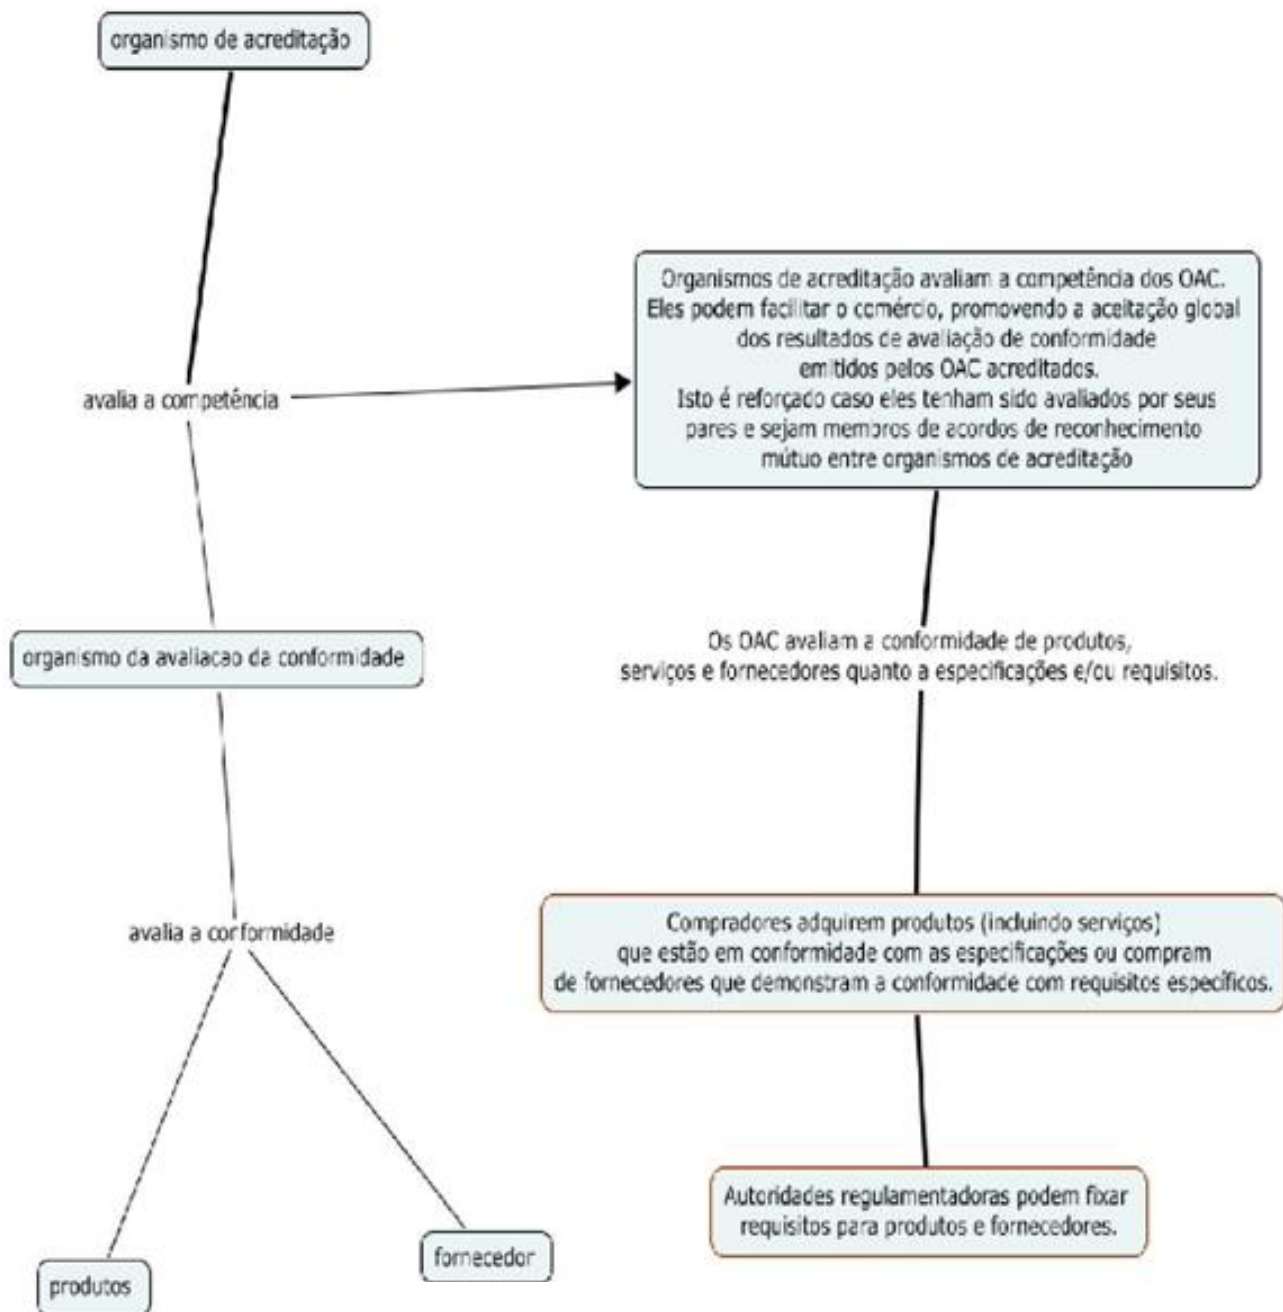 organismo de acreditação
Organismos de acreditação avaliam a competência dos OAC.
Eles podem facilitar o comércio, promovendo a aceitação global
dos resultados de avaliação de conformidade
emitidos pelos OAC acreditados.
Isto é reforçado caso eles tenham sido avaliados por seus
pares e sejam membros de acordos de reconhecimento
mútuo entre organismos de acreditação
avalia a competência
organismo da avaliacao da conformidade
Os OAC avaliam a conformidade de produtos,
serviços e fornecedores quanto a especificações e/ou requisitos.
avalia a conformidade
Compradores adquirem produtos (incluindo serviços)
que estão em conformidade com as especificações ou compram
de fornecedores que demonstram a conformidade com requisitos específicos.
Autoridades regulamentadoras podem fixar
requisitos para produtos e fornecedores.
fornecedor
produtos